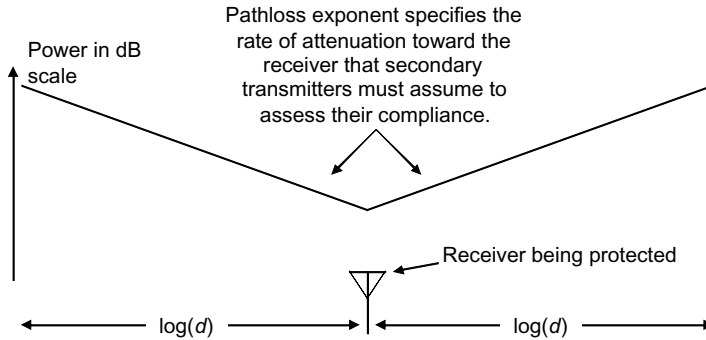 Pathloss exponent specifies the
rate of attenuation toward the
receiver that secondary
transmitters must assume to
assess their compliance.
Power in dB
scale
Receiver being protected
log(d)
log(d)